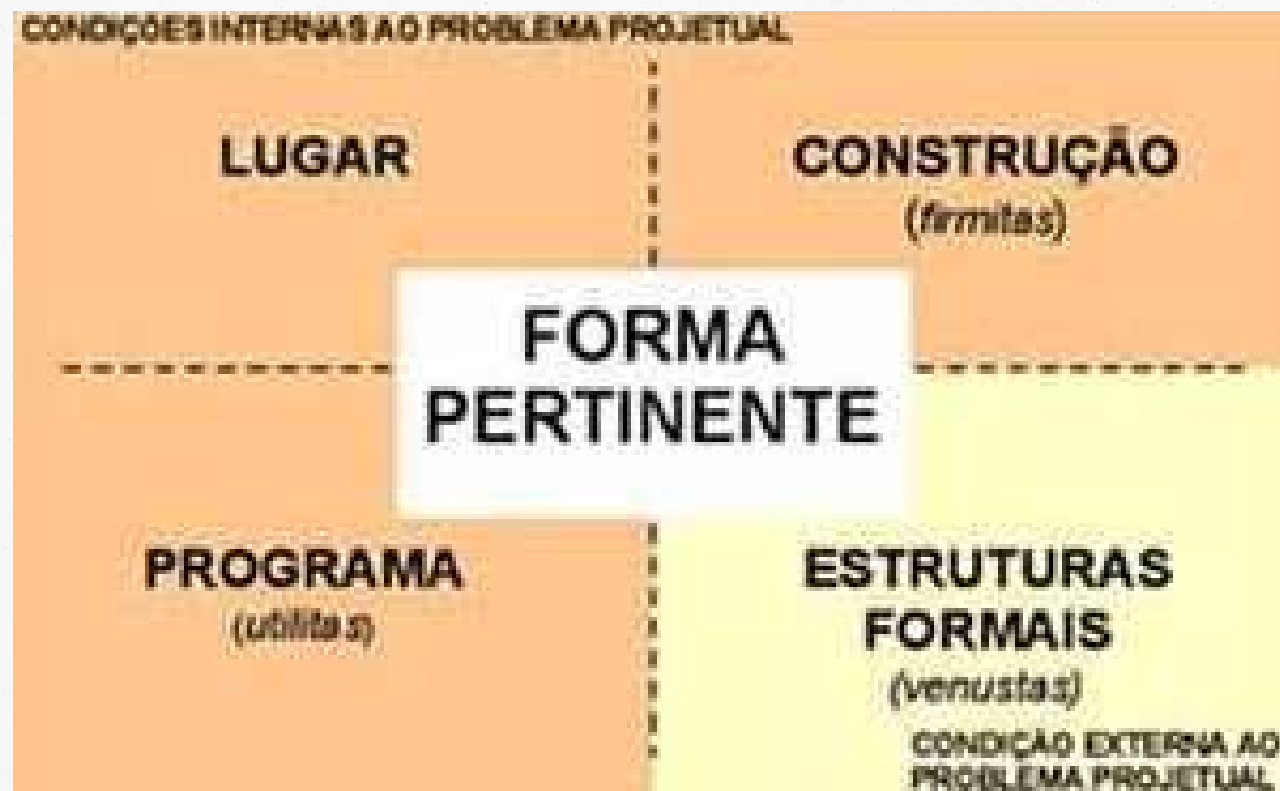 CONDIÇÕES INTERNAS AO PROBLEMA PROJETUAL
LUGAR
CONSTRUÇÃO
(firmitas)
FORMA
PERTINENTE
PROGRAMA
(utilitas)
ESTRUTURAS
FORMAIS
(venustas)
CONDIÇÃO EXTERNA AO
PROBLEMA PROJETUAL